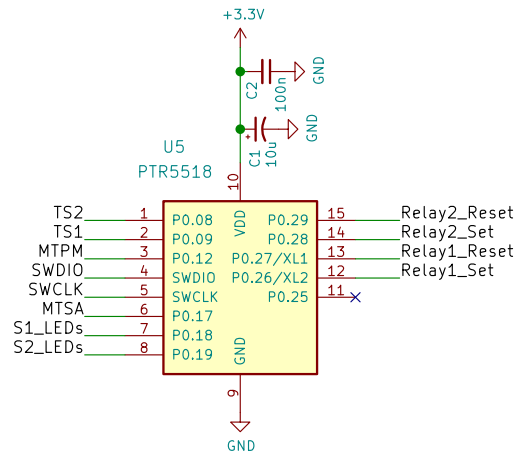 +3.3V
C2
100n
GND
C1
10u
GND
U5
PTR5518
10
VDD
TS2 1 P0.08 P0.29 15 Relay2_Reset
TS1 2 P0.09 P0.28 14 Relay2_Set
MTPM 3 P0.12 P0.27/XL1 13 Relay1_Reset
SWDIO 4 SWDIO P0.26/XL2 12 Relay1_Set
SWCLK 5 SWCLK P0.25 11
MTSA 6 P0.17
S1_LEDs 7 P0.18
S2_LEDs 8 P0.19
GND
9
GND